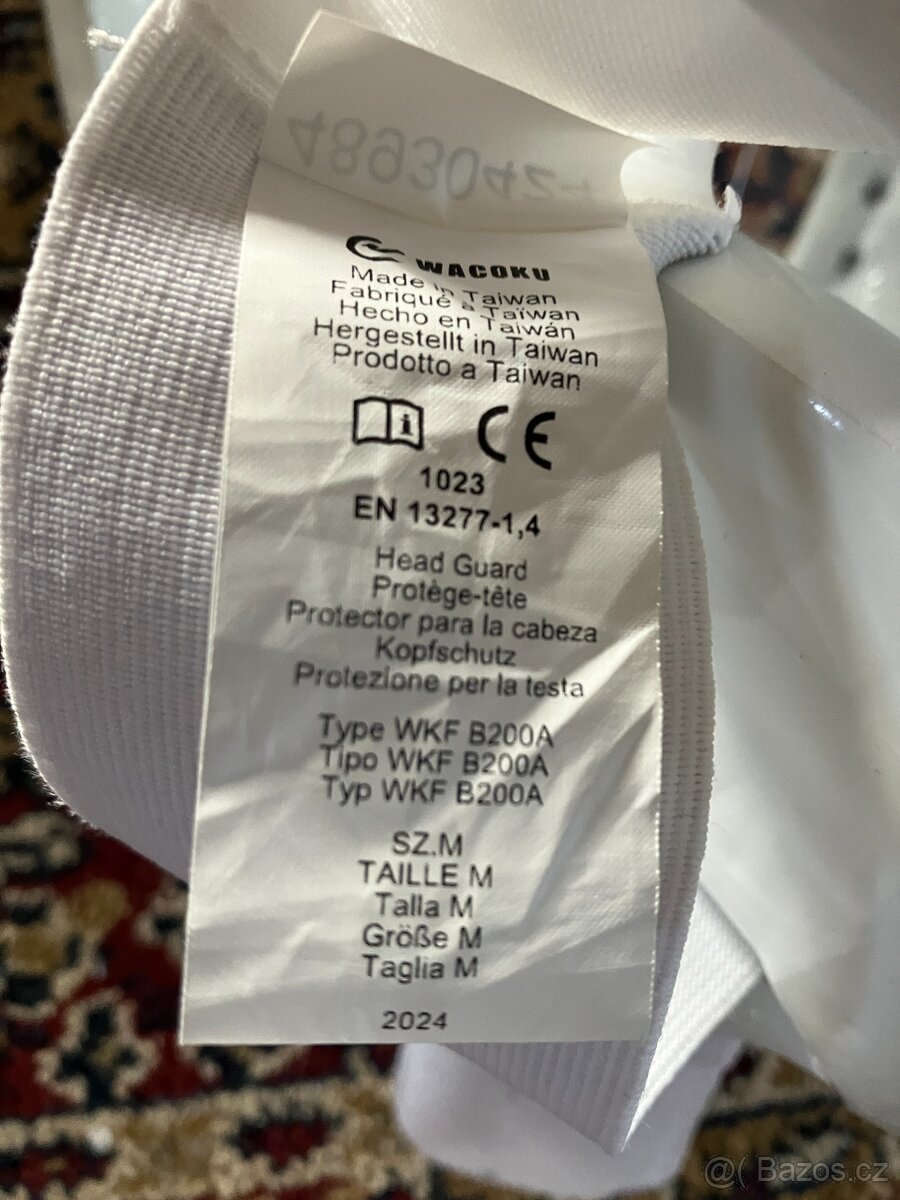 WACOKU
Made in Taiwan
Fabriqué à Taïwan
Hecho en Taiwán
Hergestellt in Taiwan
Prodotto a Taiwan
i
CE
1023
EN 13277-1,4
Head Guard
Protège-tête
Protector para la cabeza
Kopfschutz
Protezione per la testa
Type WKF B200A
Tipo WKF B200A
Typ WKF B200A
SZ.M
TAILLE M
Talla M
Größe M
Taglia M
2024
@( Bazos.cz